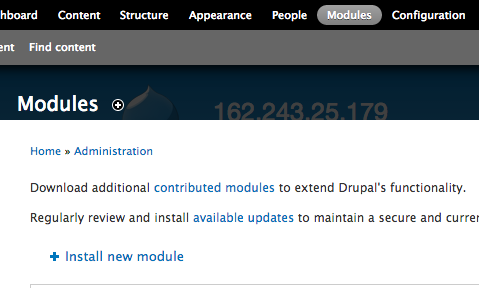 hboard Content Structure Appearance People Modules Configuration
ent Find content
Modules
162.243.25.179
Home » Administration
Download additional contributed modules to extend Drupal's functionality.
Regularly review and install available updates to maintain a secure and curre
Install new module